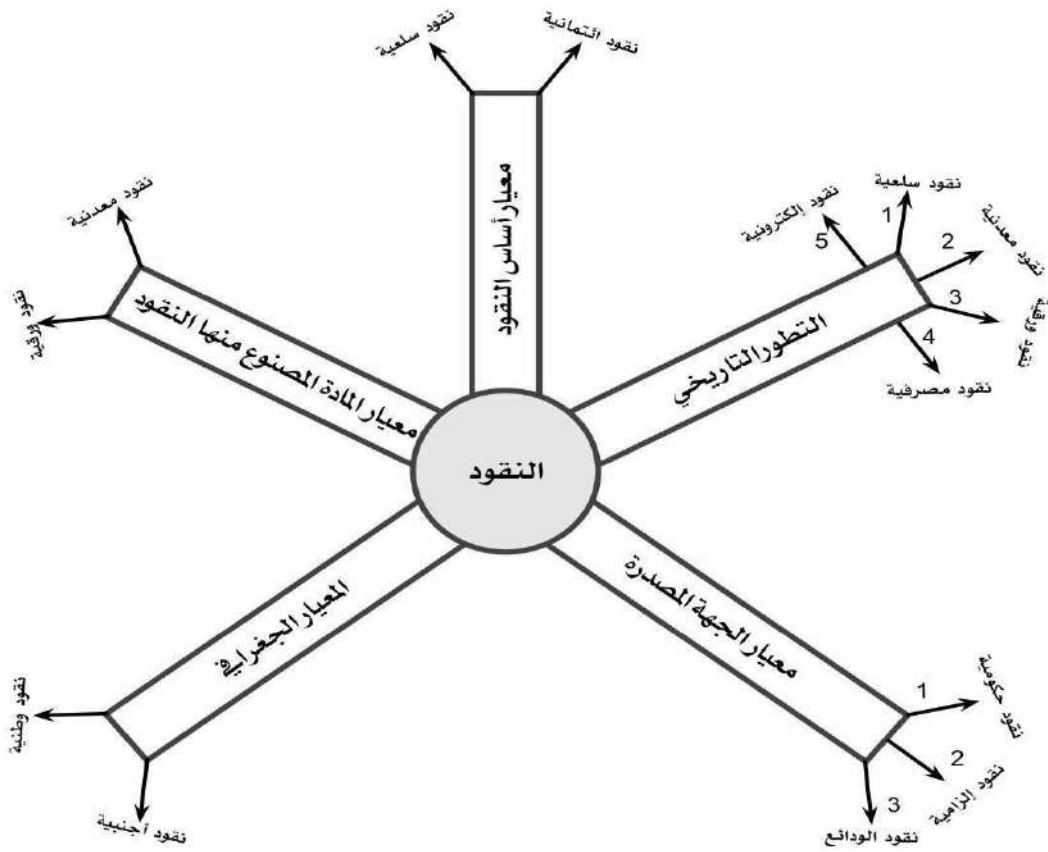 النقود
معيار أساس النقود
نقود ائتمانية
نقود سلعية
التطور التاريخي
1
نقود سلعية
2
نقود معدنية
3
نقود ورقية
4
نقود مصرفية
5
نقود إلكترونية
معيار الجهة المصدرة
1
نقود حكومية
2
نقود إلزامية
3
نقود الودائع
المعيار الجغرافي
نقود وطنية
نقود أجنبية
معيار المادة المصنوع منها النقود
نقود معدنية
نقود ورقية